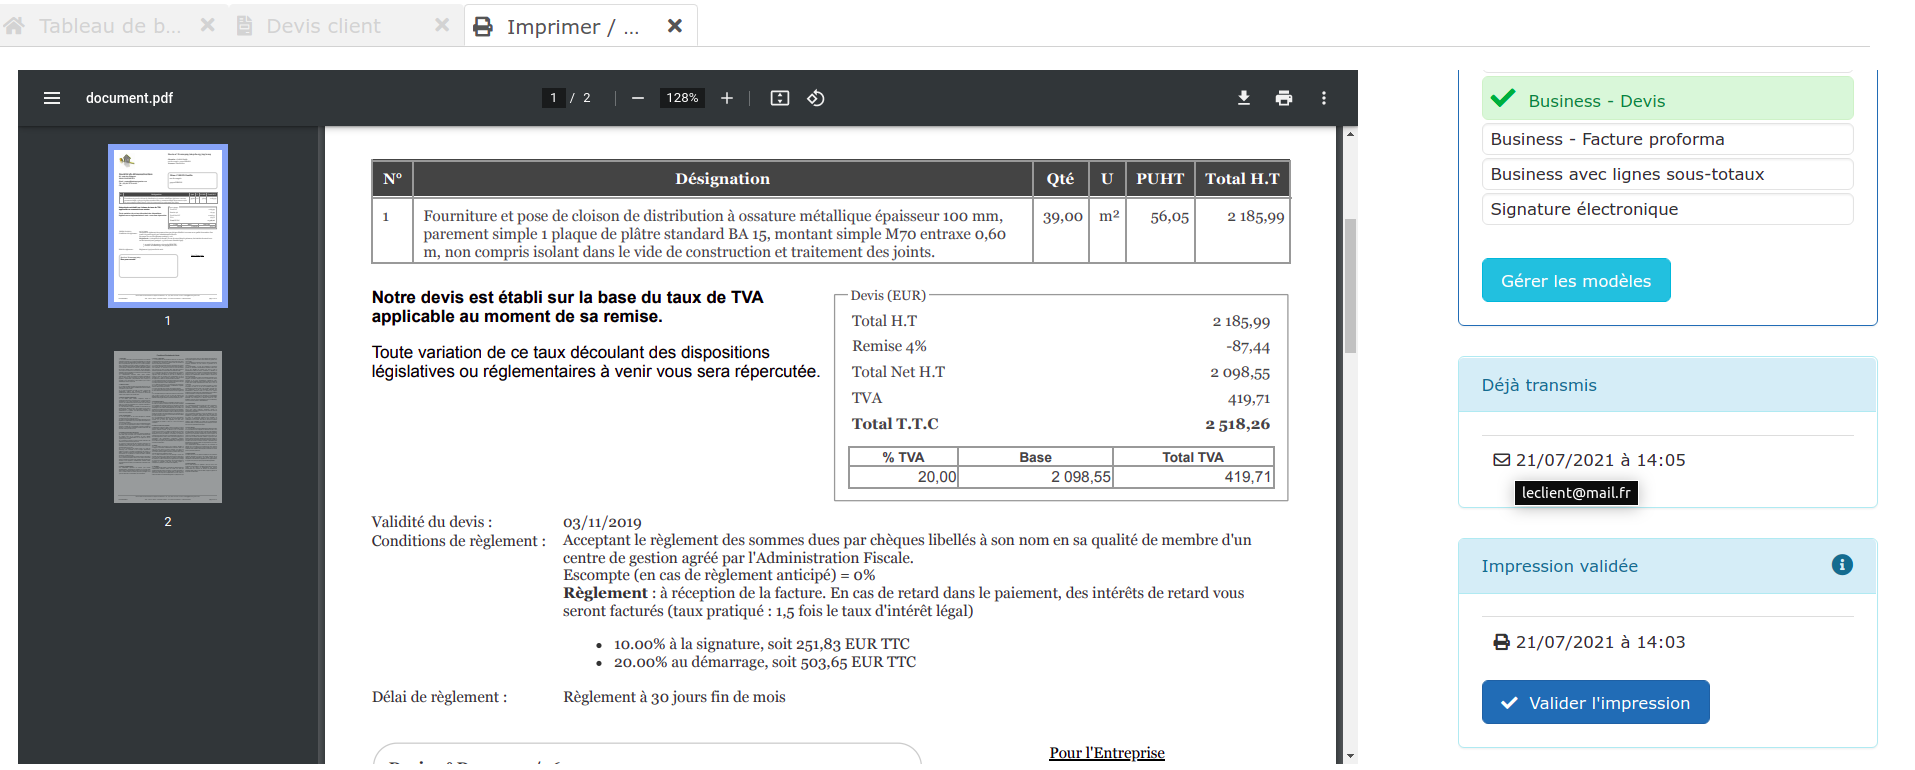 Tableau de b...
Devis client
Imprimer / ...
document.pdf
1 / 2
128%
1
2
N° Désignation Qté U PUHT Total H.T
1 Fourniture et pose de cloison de distribution à ossature métallique épaisseur 100 mm, 39,00 m² 56,05 2 185,99
parement simple 1 plaque de plâtre standard BA 15, montant simple M70 entraxe 0,60
m, non compris isolant dans le vide de construction et traitement des joints.
Notre devis est établi sur la base du taux de TVA
applicable au moment de sa remise.
Toute variation de ce taux découlant des dispositions
législatives ou réglementaires à venir vous sera répercutée.
Devis (EUR)
Total H.T 2 185,99
Remise 4% -87,44
Total Net H.T 2 098,55
TVA 419,71
Total T.T.C 2 518,26
% TVA Base Total TVA
20,00 2 098,55 419,71
Validité du devis : 03/11/2019
Conditions de règlement : Acceptant le règlement des sommes dues par chèques libellés à son nom en sa qualité de membre d'un
centre de gestion agréé par l'Administration Fiscale.
Escompte (en cas de règlement anticipé) = 0%
Règlement : à réception de la facture. En cas de retard dans le paiement, des intérêts de retard vous
seront facturés (taux pratiqué : 1,5 fois le taux d'intérêt légal)
• 10.00% à la signature, soit 251,83 EUR TTC
• 20.00% au démarrage, soit 503,65 EUR TTC
Délai de règlement : Règlement à 30 jours fin de mois
Pour l'Entreprise
Business - Devis
Business - Facture proforma
Business avec lignes sous-totaux
Signature électronique
Gérer les modèles
Déjà transmis
21/07/2021 à 14:05
leclient@mail.fr
Impression validée
21/07/2021 à 14:03
Valider l'impression